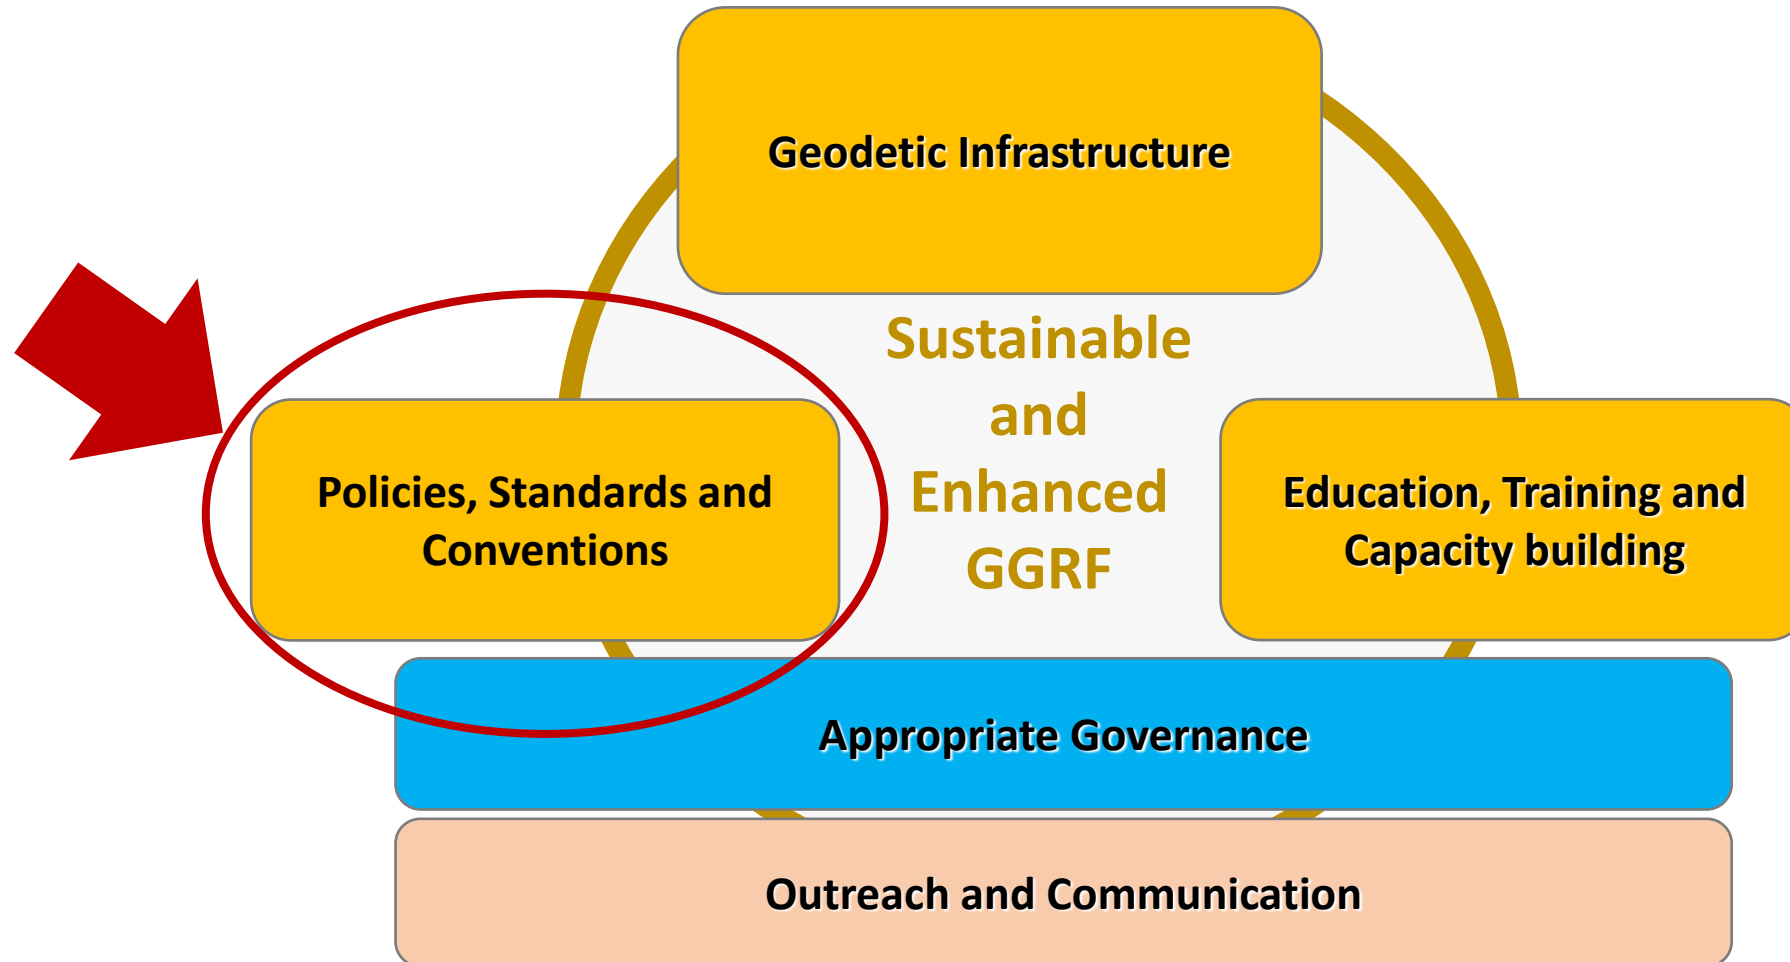 Geodetic Infrastructure
Sustainable
and
Enhanced
GGRF
Policies, Standards and
Conventions
Education, Training and
Capacity building
Appropriate Governance
Outreach and Communication